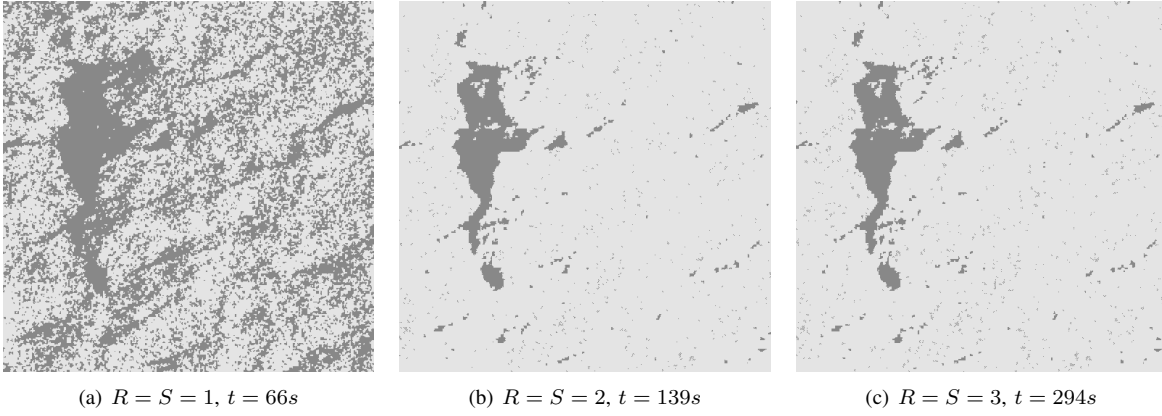 (a) R = S = 1, t = 66s
(b) R = S = 2, t = 139s
(c) R = S = 3, t = 294s